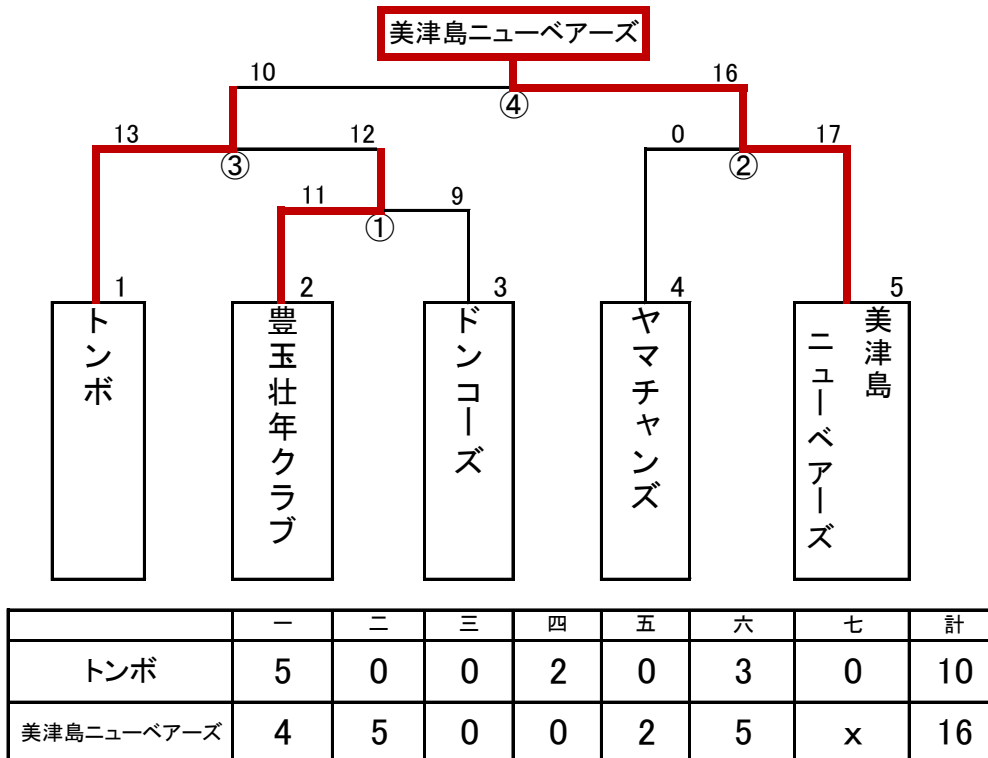 美津島ニューベアーズ
10 16
④
13 12 0 17
③ ②
11 9
①
1 2 3 4 5
トンボ
豊玉壮年クラブ
ドンコーズ
ヤマチャンズ
美津島
ニューベアーズ
一 二 三 四 五 六 七 計
トンボ 5 0 0 2 0 3 0 10
美津島ニューベアーズ 4 5 0 0 2 5 x 16